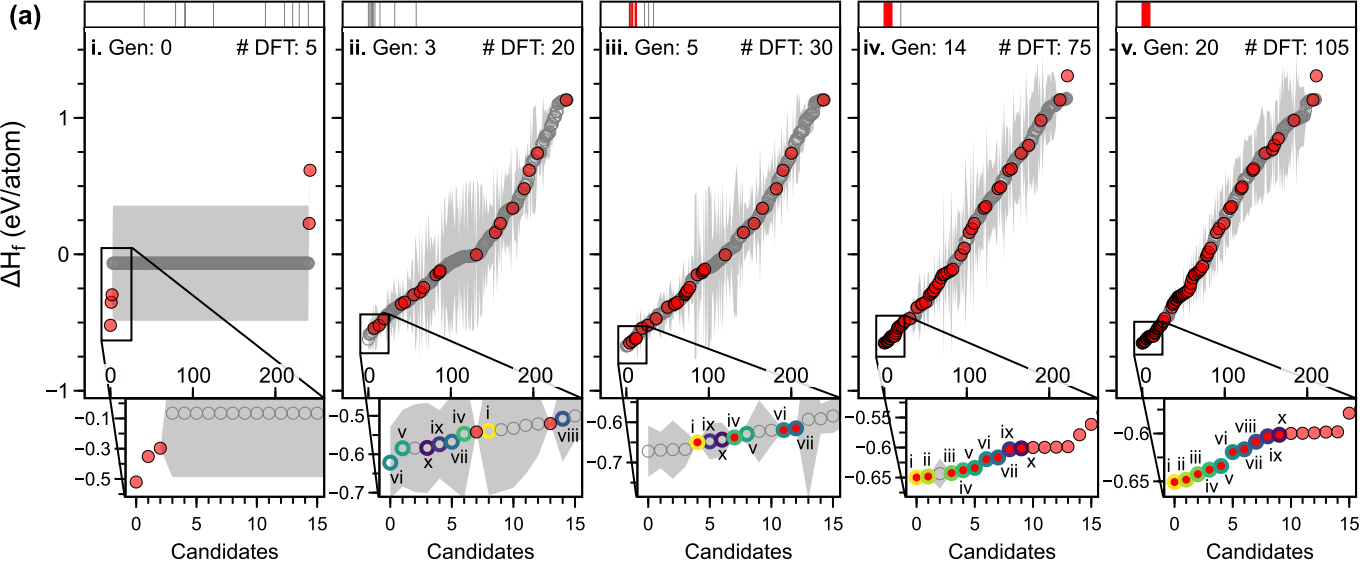 (a)
i. Gen: 0 # DFT: 5
ii. Gen: 3 # DFT: 20
iii. Gen: 5 # DFT: 30
iv. Gen: 14 # DFT: 75
v. Gen: 20 # DFT: 105
ΔHf (eV/atom)
1
0
−1
0 100 200
0 100 200
0 100 200
0 100 200
0 100 200
−0.1
−0.3
−0.5
0 5 10 15
Candidates
−0.5
−0.6
−0.7
vi v x ix vii iv i viii
0 5 10 15
Candidates
−0.6
−0.7
i ix x iv v vi vii
0 5 10 15
Candidates
−0.55
−0.60
−0.65
i ii iii iv v vi vii ix x
0 5 10 15
Candidates
−0.6
−0.65
i ii iii iv v vi vii viii ix x
0 5 10 15
Candidates